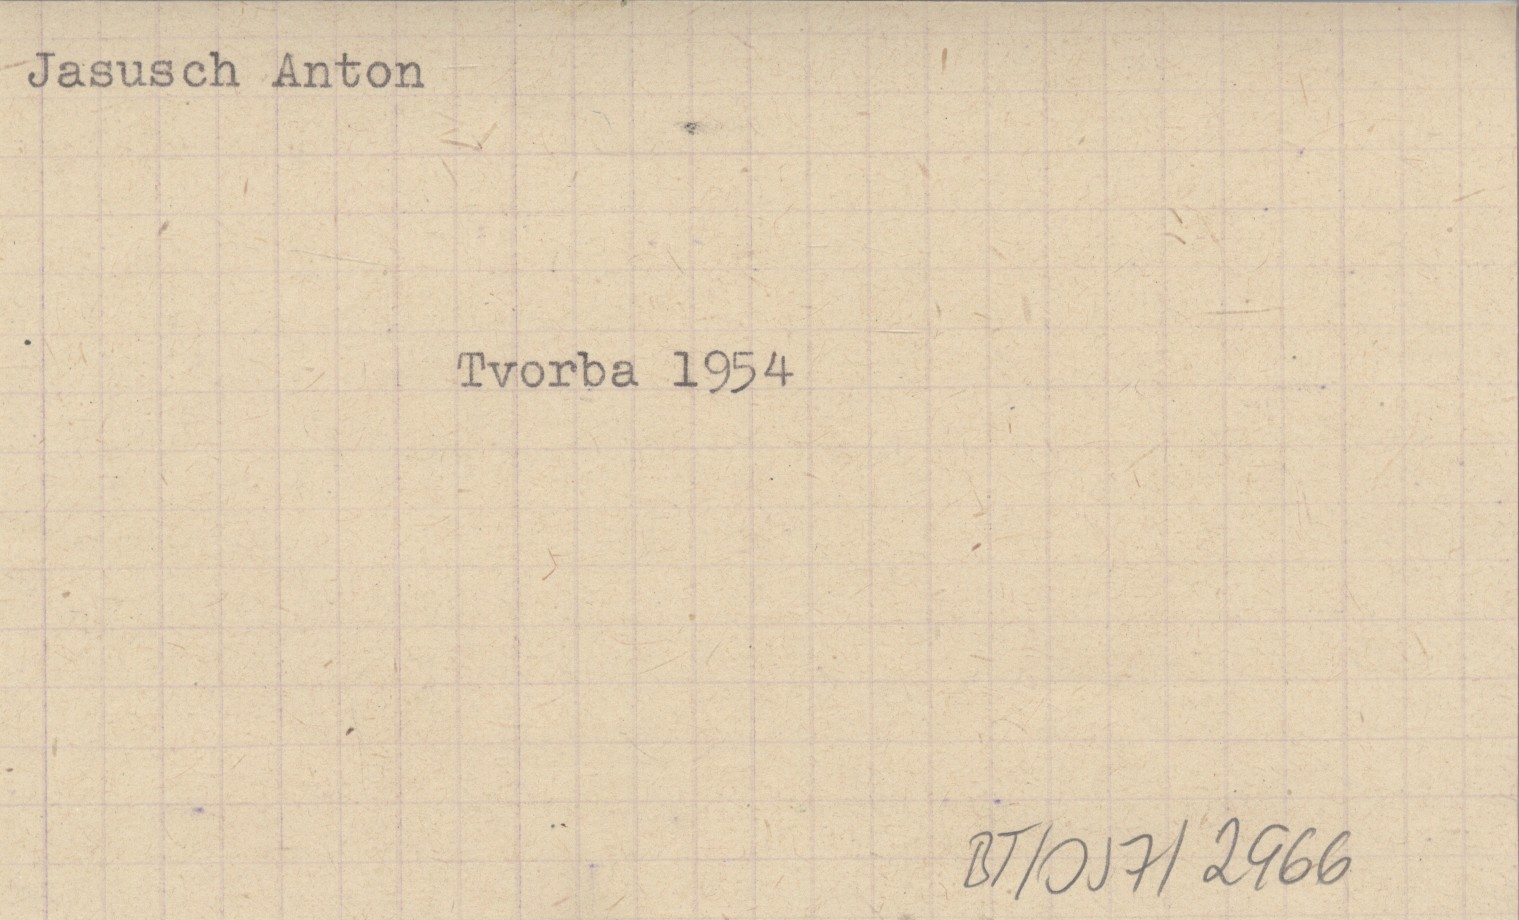 Jasusch Anton
Tvorba 1954
BT/OJ7/ 2966